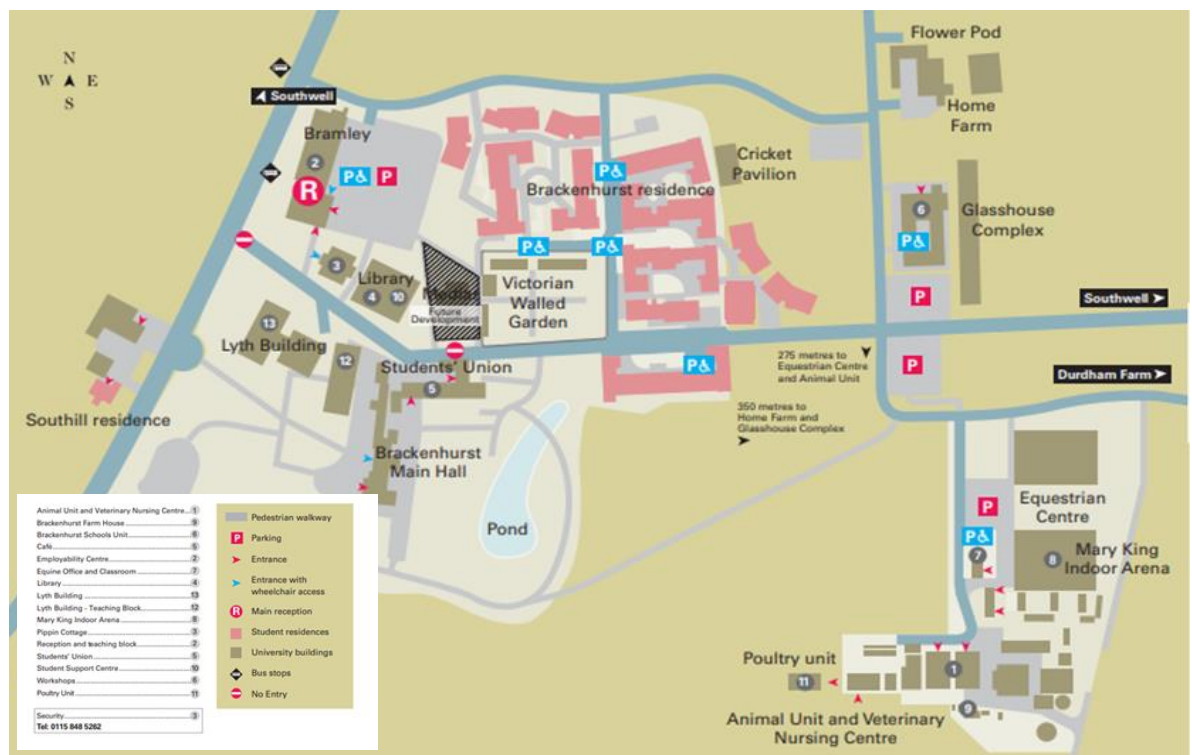 N
W E
S
Southwell
Bramley
2
R
P
P
3
Library
4 10
Media
Future
Development
Victorian
Walled
Garden
P
P
P
Brackenhurst residence
Cricket
Pavilion
Flower Pod
Home
Farm
6
Glasshouse
Complex
P
P
P
Southwell
Durdham Farm
13
Lyth Building
12
Students' Union
5
P
275 metres to
Equestrian Centre
and Animal Unit
350 metres to
Home Farm and
Glasshouse Complex
Southill residence
Brackenhurst
Main Hall
Pond
P
P
7
Equestrian
Centre
8
Mary King
Indoor Arena
Poultry unit
11
1
9
Animal Unit and Veterinary
Nursing Centre
Animal Unit and Veterinary Nursing Centre...1
Brackenhurst Farm House...9
Brackenhurst Schools Unit...6
Café...5
Employability Centre...2
Equine Office and Classroom...7
Library...4
Lyth Building...13
Lyth Building - Teaching Block...12
Mary King Indoor Arena...8
Pippin Cottage...3
Reception and teaching block...2
Students' Union...5
Student Support Centre...10
Workshops...6
Poultry Unit...11
Security...3
Tel: 0115 848 5262
Pedestrian walkway
P Parking
Entrance
Entrance with
wheelchair access
R Main reception
Student residences
University buildings
Bus stops
No Entry